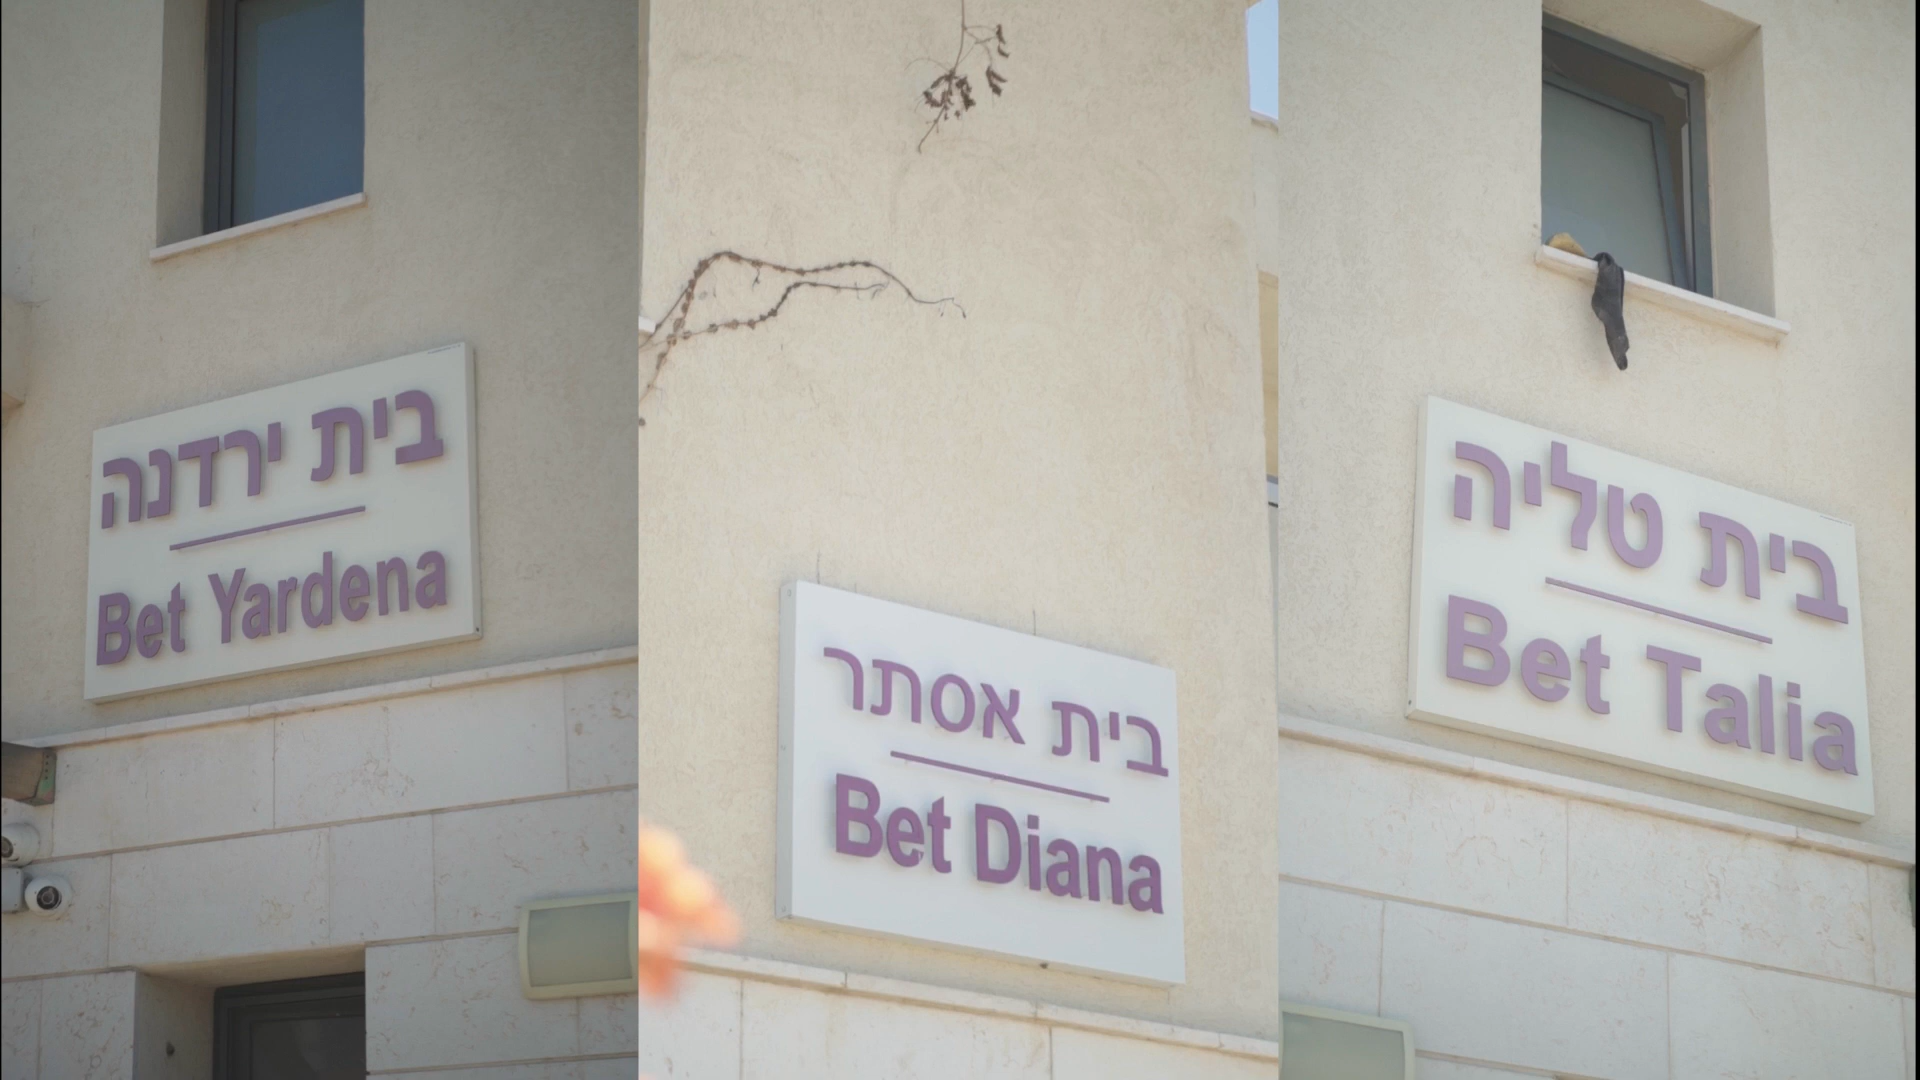 בית ירדנה
Bet Yardena
בית אסתר
Bet Diana
בית טליה
Bet Talia